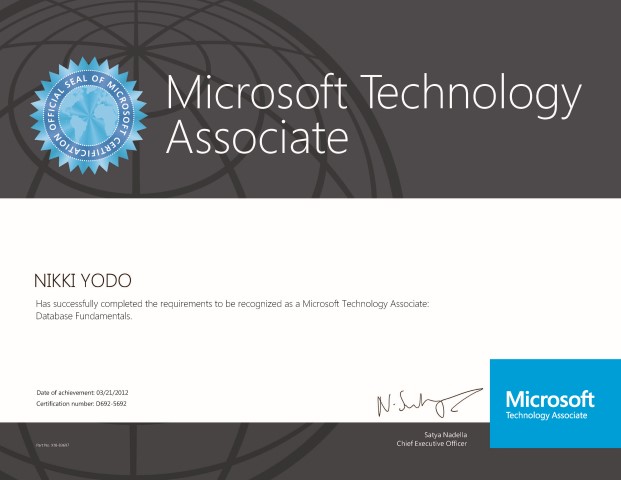 OFFICIAL SEAL OF MICROSOFT CERTIFICATION
Microsoft Technology
Associate
NIKKI YODO
Has successfully completed the requirements to be recognized as a Microsoft Technology Associate:
Database Fundamentals.
Date of achievement: 03/21/2012
Certification number: D692-5692
Satya Nadella
Chief Executive Officer
Microsoft
Technology Associate
Part No.